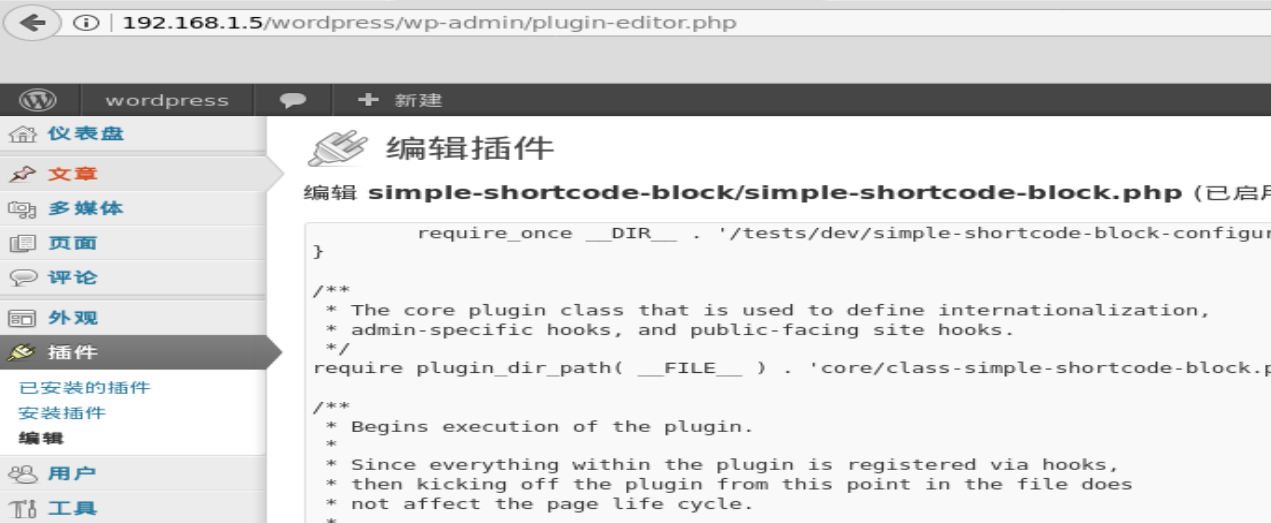 192.168.1.5/wordpress/wp-admin/plugin-editor.php
wordpress
新建
仪表盘
文章
多媒体
页面
评论
外观
插件
已安装的插件
安装插件
编辑
用户
工具
编辑插件
编辑 simple-shortcode-block/simple-shortcode-block.php (已启用
require_once __DIR__ . '/tests/dev/simple-shortcode-block-configur
}
/**
* The core plugin class that is used to define internationalization,
* admin-specific hooks, and public-facing site hooks.
*/
require plugin_dir_path( __FILE__ ) . 'core/class-simple-shortcode-block.p
/**
* Begins execution of the plugin.
*
* Since everything within the plugin is registered via hooks,
* then kicking off the plugin from this point in the file does
* not affect the page life cycle.
*